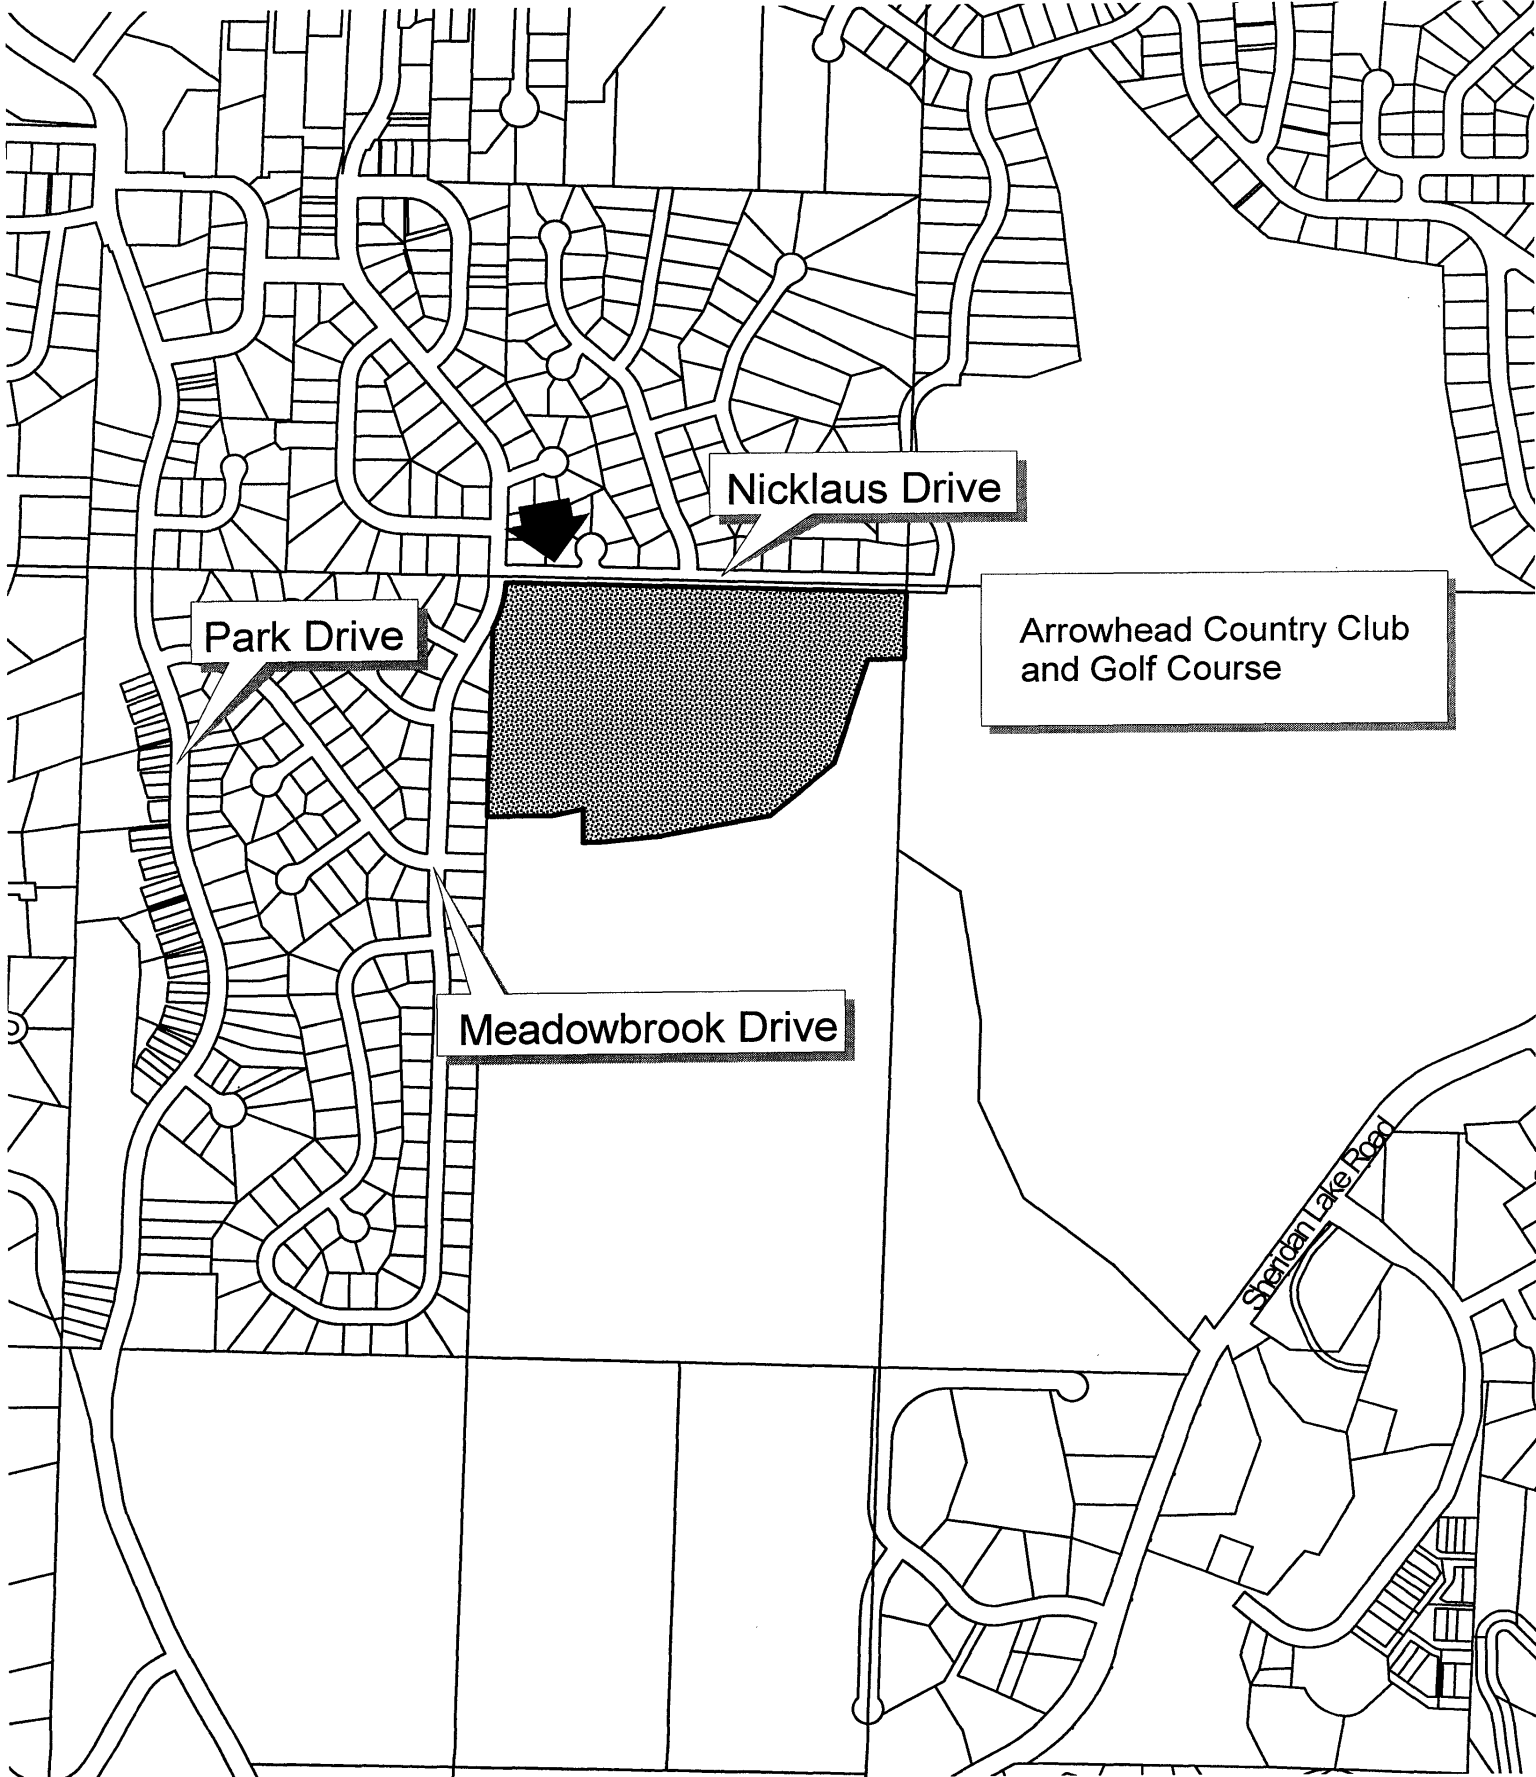 Nicklaus Drive
Park Drive
Arrowhead Country Club
and Golf Course
Meadowbrook Drive
Sheridan Lake Road